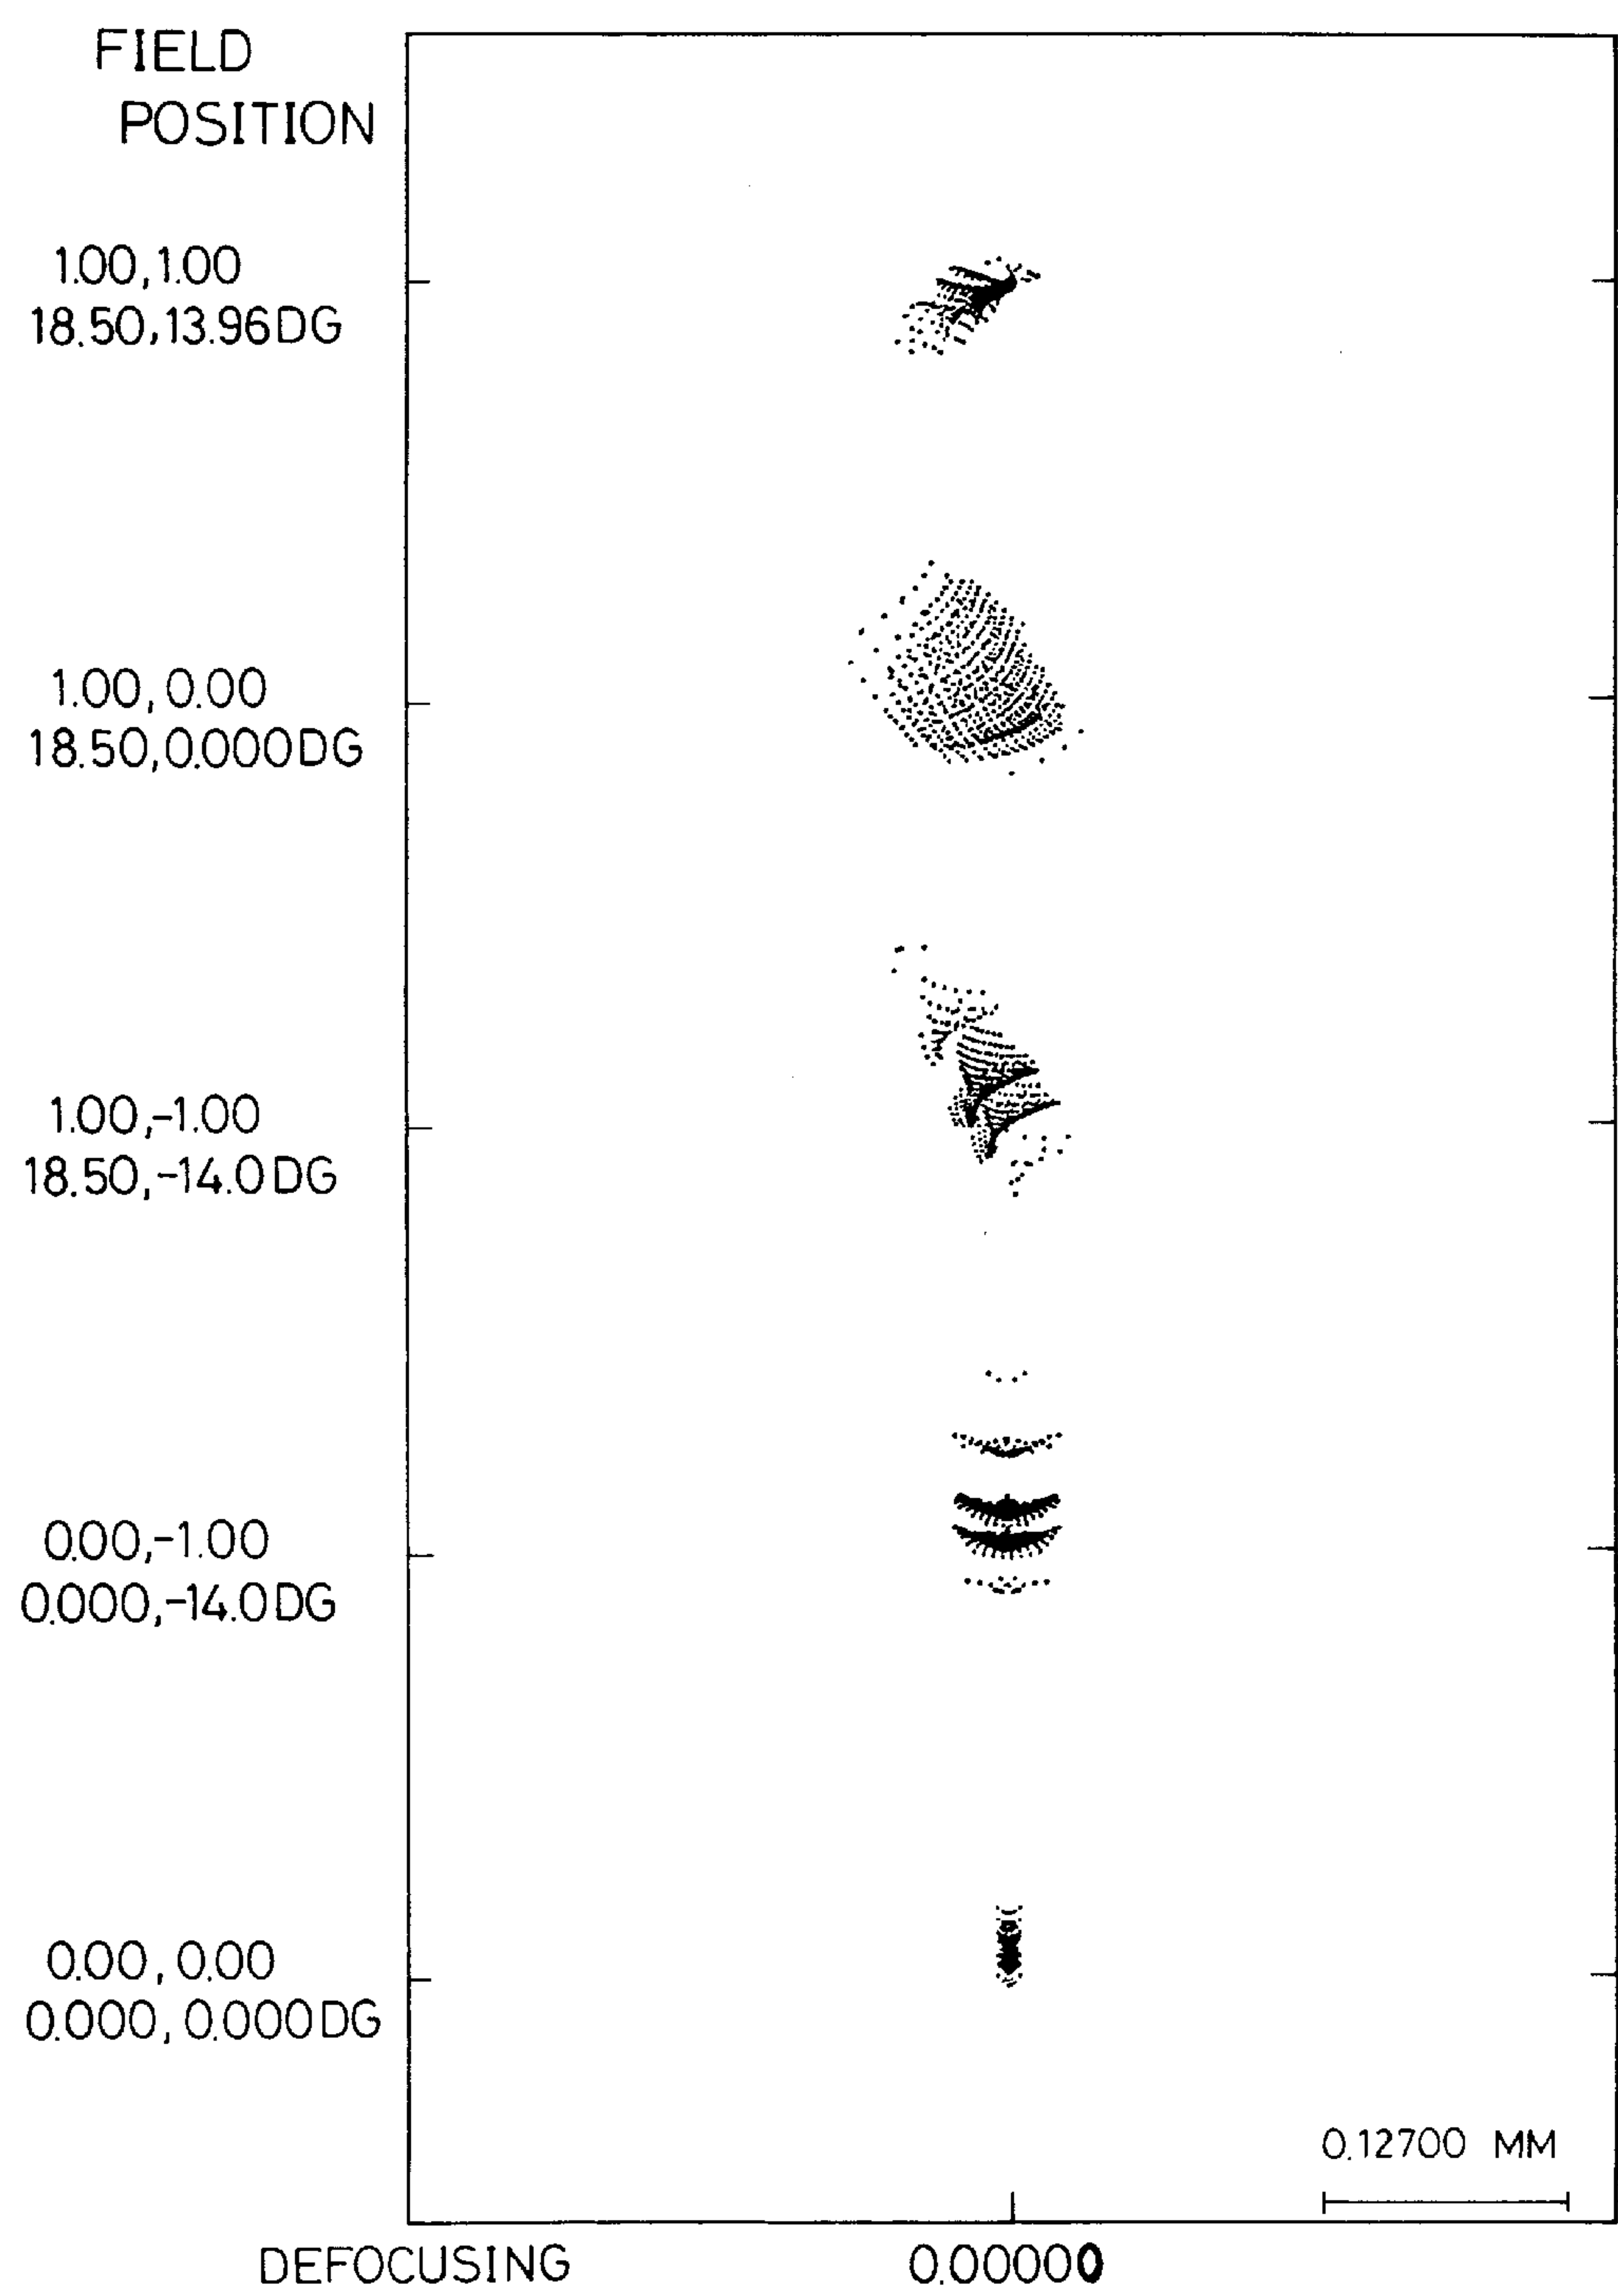 FIELD
POSITION
1.00,1.00
18.50,13.96DG
1.00,0.00
18.50,0.000DG
1.00,-1.00
18.50,-14.0DG
0.00,-1.00
0.000,-14.0DG
0.00,0.00
0.000,0.000DG
0.12700 MM
DEFOCUSING 0.00000